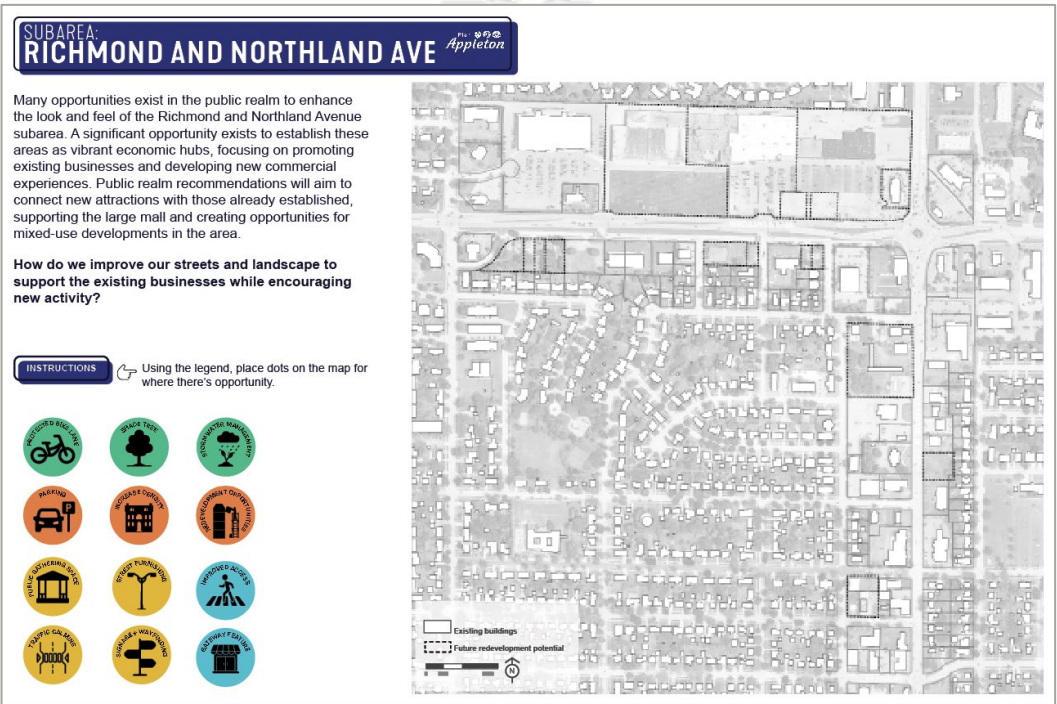 SUBAREA:
RICHMOND AND NORTHLAND AVE
Appleton
Many opportunities exist in the public realm to enhance
the look and feel of the Richmond and Northland Avenue
subarea. A significant opportunity exists to establish these
areas as vibrant economic hubs, focusing on promoting
existing businesses and developing new commercial
experiences. Public realm recommendations will aim to
connect new attractions with those already established,
supporting the large mall and creating opportunities for
mixed-use developments in the area.
How do we improve our streets and landscape to
support the existing businesses while encouraging
new activity?
INSTRUCTIONS
Using the legend, place dots on the map for
where there's opportunity.
PROTECTED BIKE LANE
SHADE TREE
STORMWATER MANAGEMENT
PARKING
P
INCREASE DENSITY
REDEVELOPMENT OPPORTUNITIES
PUBLIC GATHERING SPACE
STREET FURNISHING
IMPROVED ACCESS
TRAFFIC CALMING
SIGNAGE + WAYFINDING
GATEWAY FEATURE
Existing buildings
Future redevelopment potential
N